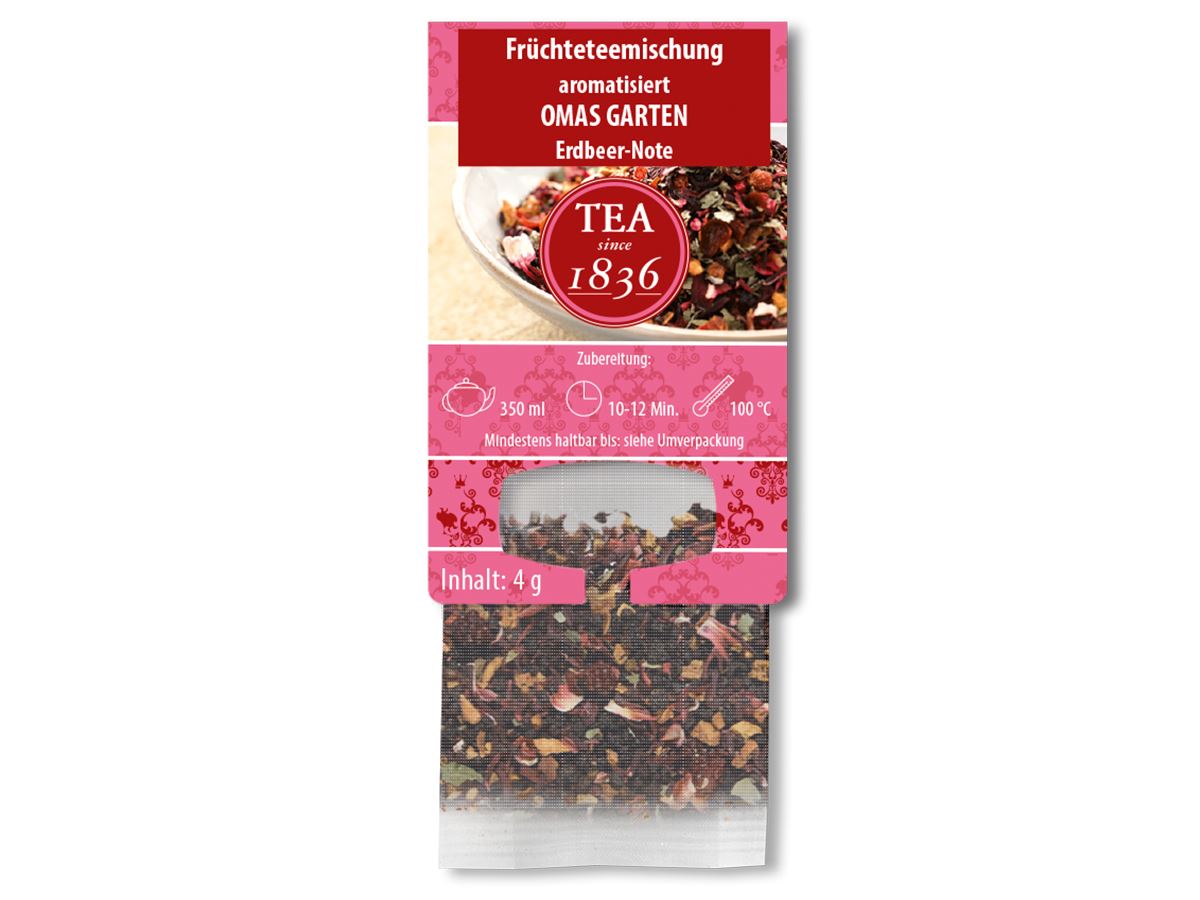 Früchteteemischung
aromatisiert
OMAS GARTEN
Erdbeer-Note
TEA
since
1836
Zubereitung:
350 ml 10-12 Min. 100 °C
Mindestens haltbar bis: siehe Umverpackung
Inhalt: 4 g